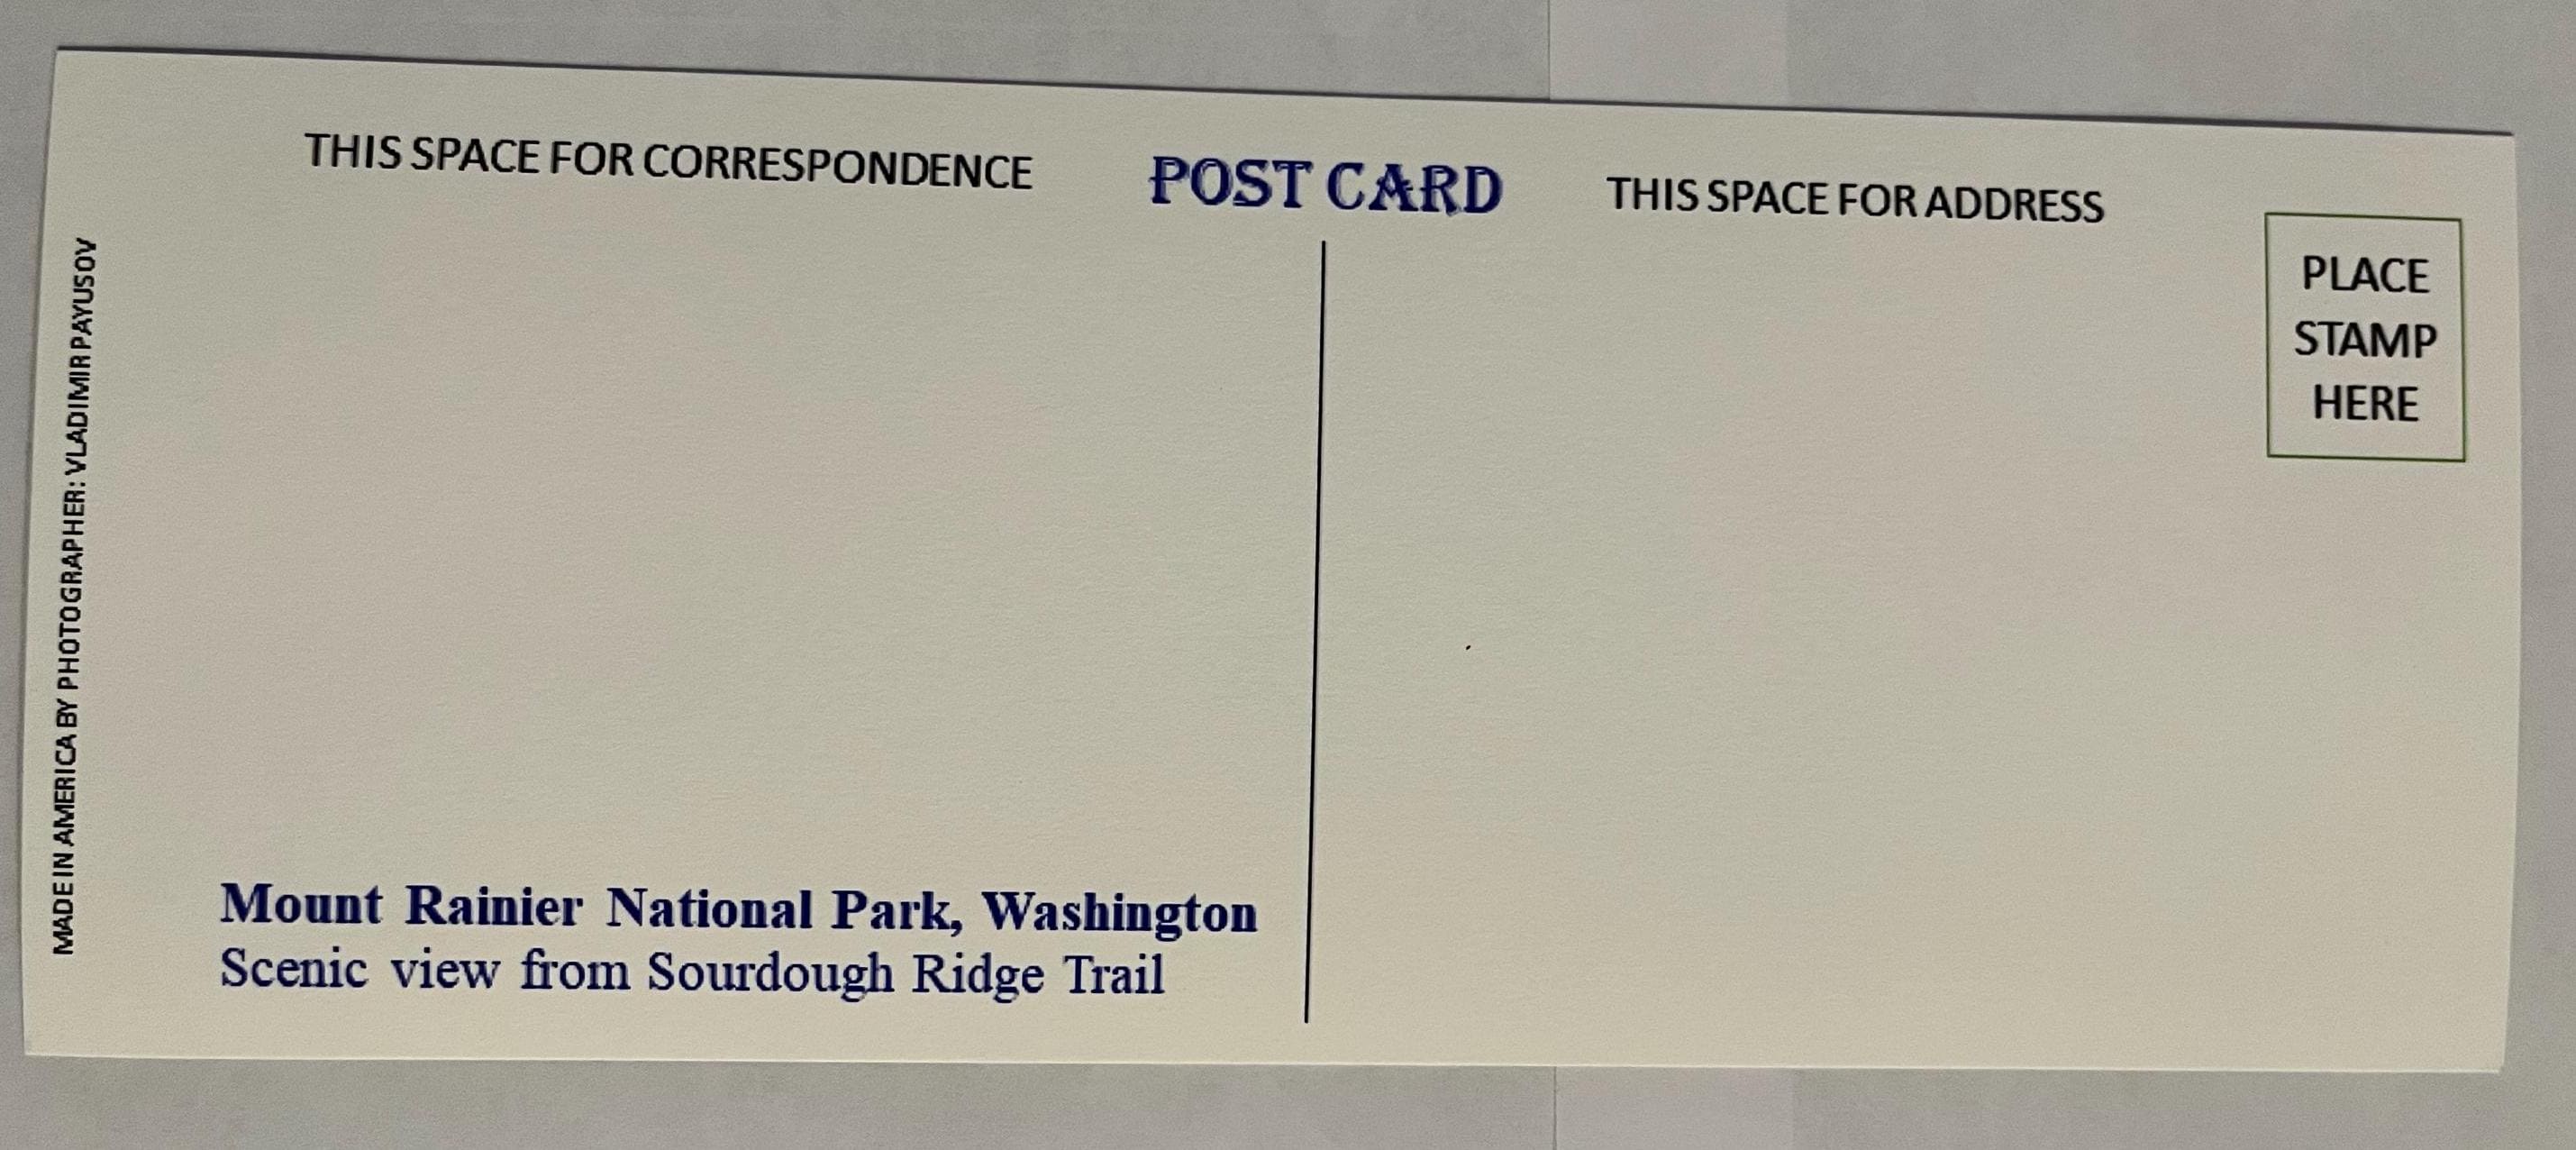 THIS SPACE FOR CORRESPONDENCE
POST CARD
THIS SPACE FOR ADDRESS
PLACE
STAMP
HERE
MADE IN AMERICA BY PHOTOGRAPHER: VLADIMIR PAYUSOV
Mount Rainier National Park, Washington
Scenic view from Sourdough Ridge Trail